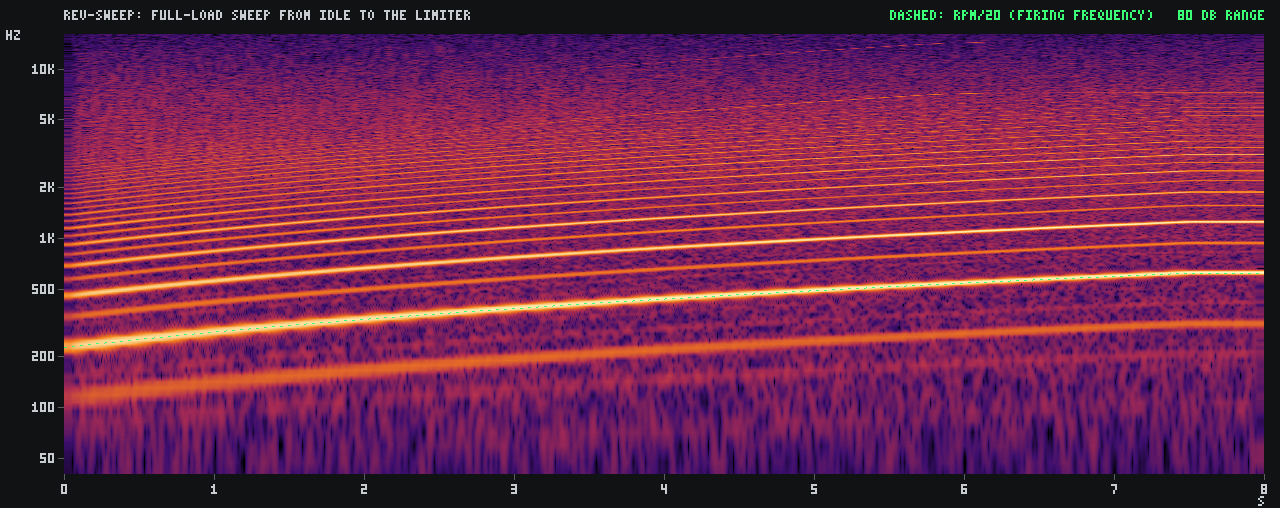 REV-SWEEP: FULL-LOAD SWEEP FROM IDLE TO THE LIMITER
DASHED: RPM/20 (FIRING FREQUENCY) 80 DB RANGE
HZ
10K
5K
2K
1K
500
200
100
50
0 1 2 3 4 5 6 7 8
S